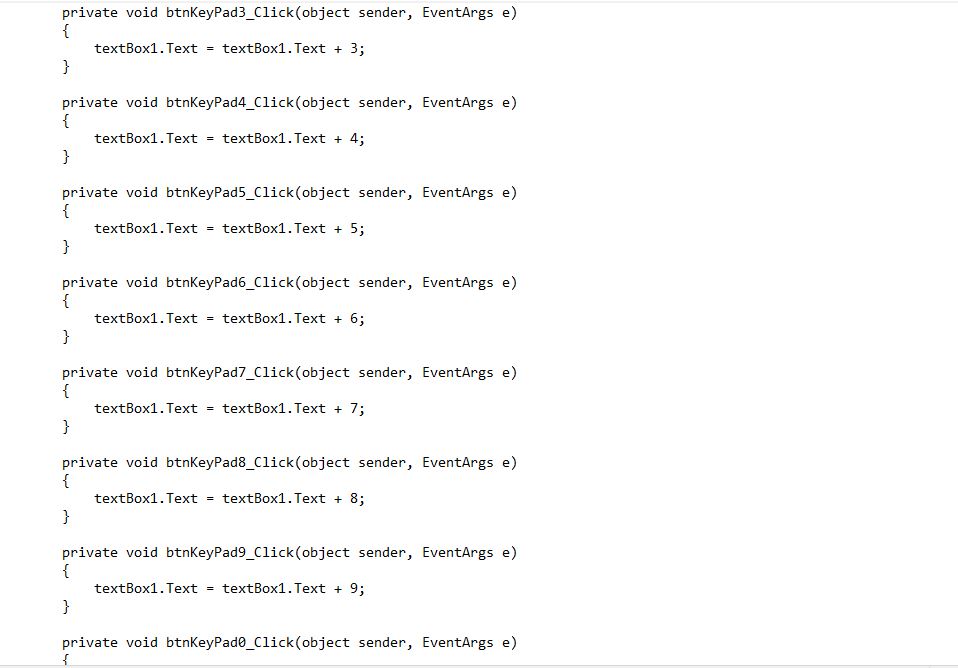 private void btnKeyPad3_Click(object sender, EventArgs e)
{
textBox1.Text = textBox1.Text + 3;
}
private void btnKeyPad4_Click(object sender, EventArgs e)
{
textBox1.Text = textBox1.Text + 4;
}
private void btnKeyPad5_Click(object sender, EventArgs e)
{
textBox1.Text = textBox1.Text + 5;
}
private void btnKeyPad6_Click(object sender, EventArgs e)
{
textBox1.Text = textBox1.Text + 6;
}
private void btnKeyPad7_Click(object sender, EventArgs e)
{
textBox1.Text = textBox1.Text + 7;
}
private void btnKeyPad8_Click(object sender, EventArgs e)
{
textBox1.Text = textBox1.Text + 8;
}
private void btnKeyPad9_Click(object sender, EventArgs e)
{
textBox1.Text = textBox1.Text + 9;
}
private void btnKeyPad0_Click(object sender, EventArgs e)
{